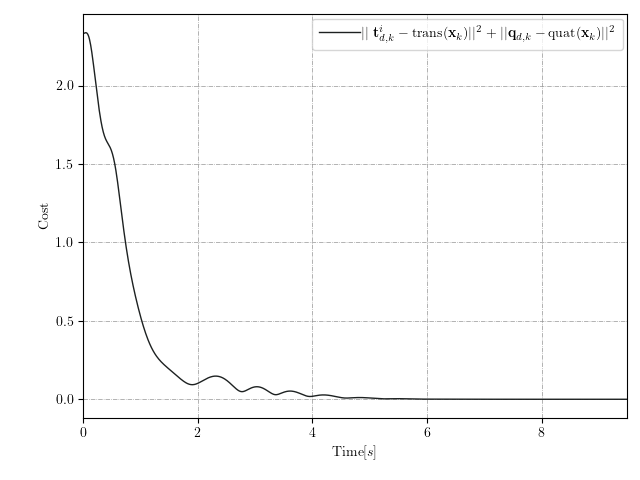 || t^i_{d,k} − trans(x_k)||² + ||q_{d,k} − quat(x_k)||²
2.0
1.5
1.0
0.5
0.0
Cost
0 2 4 6 8
Time[s]